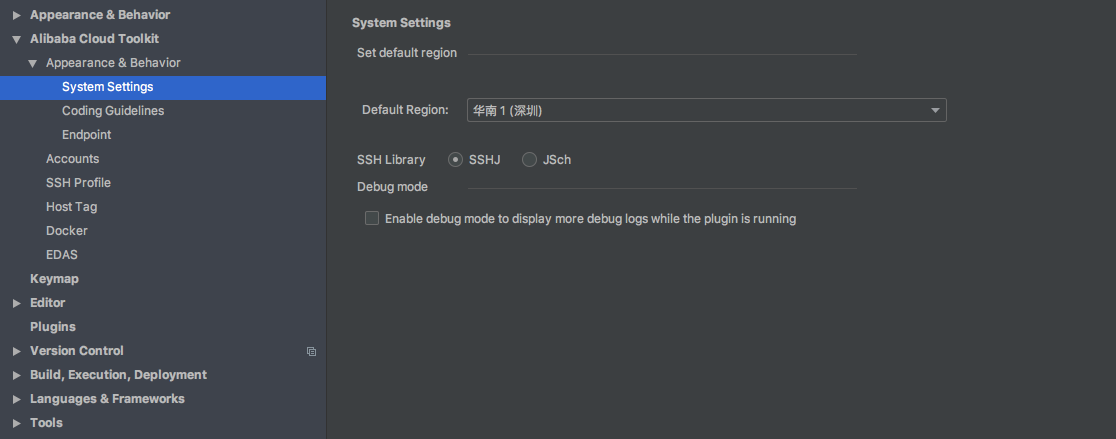 Appearance & Behavior
Alibaba Cloud Toolkit
Appearance & Behavior
System Settings
Coding Guidelines
Endpoint
Accounts
SSH Profile
Host Tag
Docker
EDAS
Keymap
Editor
Plugins
Version Control
Build, Execution, Deployment
Languages & Frameworks
Tools
System Settings
Set default region
Default Region: 华南 1 (深圳)
SSH Library SSHJ JSch
Debug mode
Enable debug mode to display more debug logs while the plugin is running